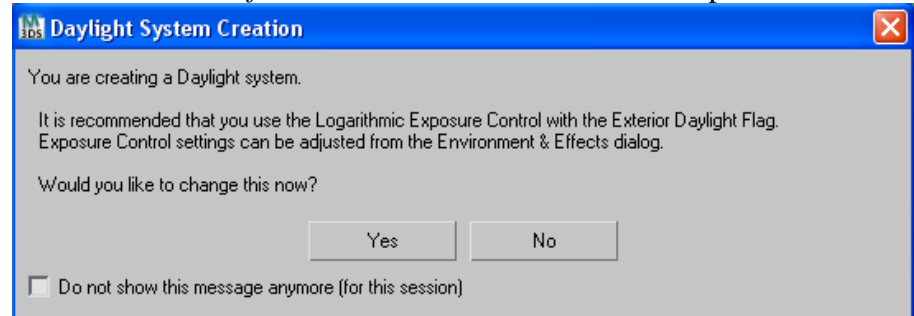 Daylight System Creation
You are creating a Daylight system.
It is recommended that you use the Logarithmic Exposure Control with the Exterior Daylight Flag.
Exposure Control settings can be adjusted from the Environment & Effects dialog.
Would you like to change this now?
Yes No
Do not show this message anymore (for this session)